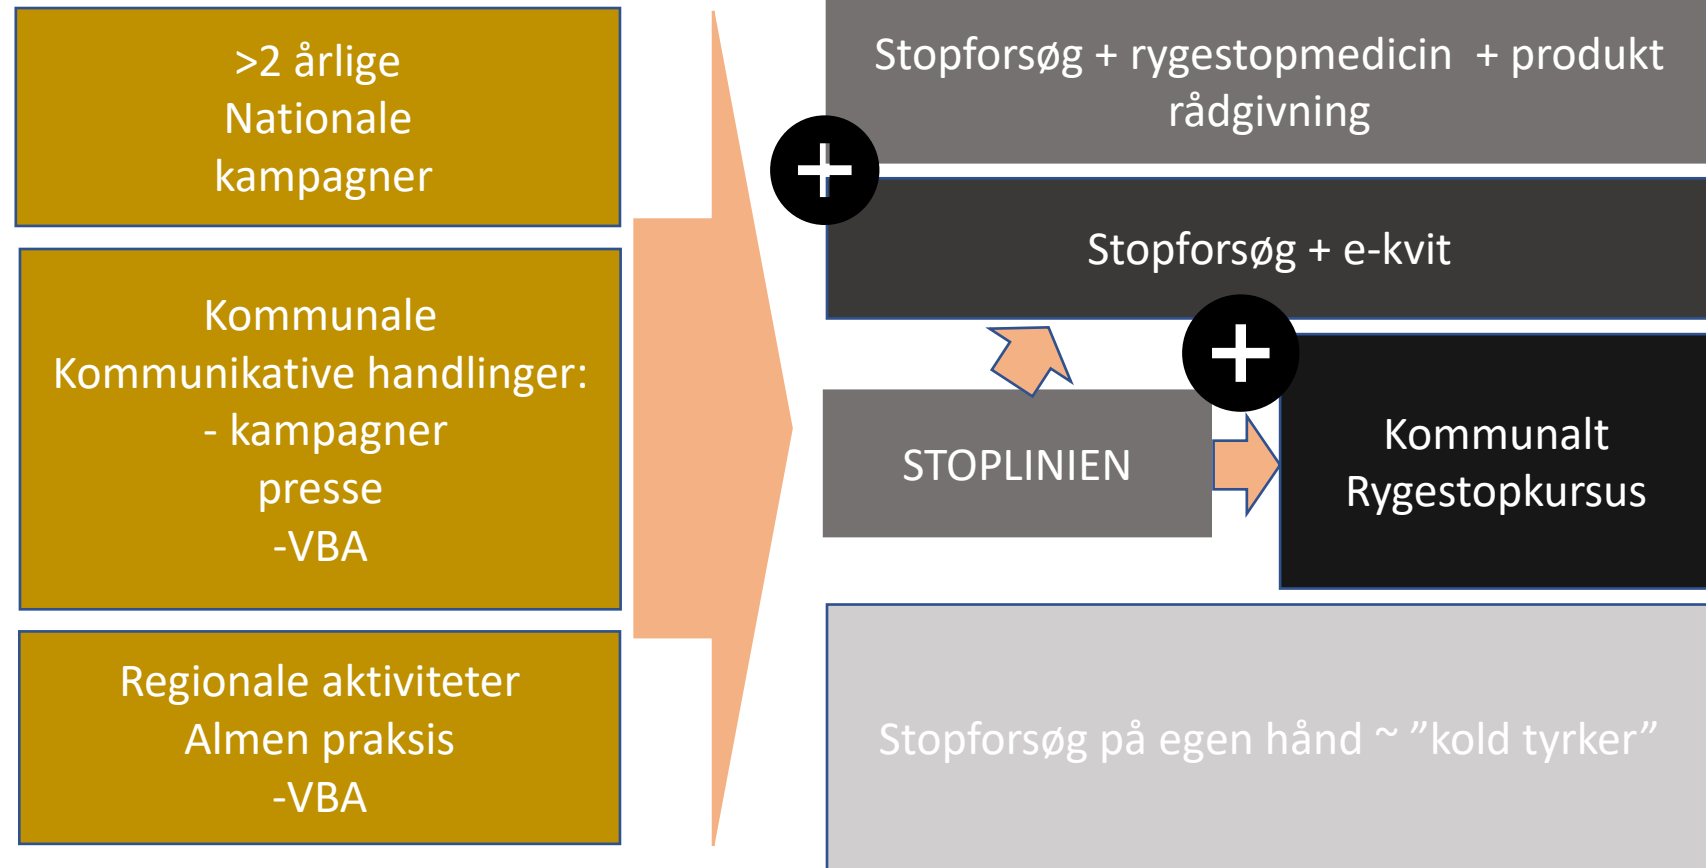 >2 årlige
Nationale
kampagner
Kommunale
Kommunikative handlinger:
- kampagner
presse
-VBA
Regionale aktiviteter
Almen praksis
-VBA
Stopforsøg + rygestopmedicin + produkt
rådgivning
Stopforsøg + e-kvit
STOPLINIEN
Kommunalt
Rygestopkursus
Stopforsøg på egen hånd ~ ”kold tyrker”